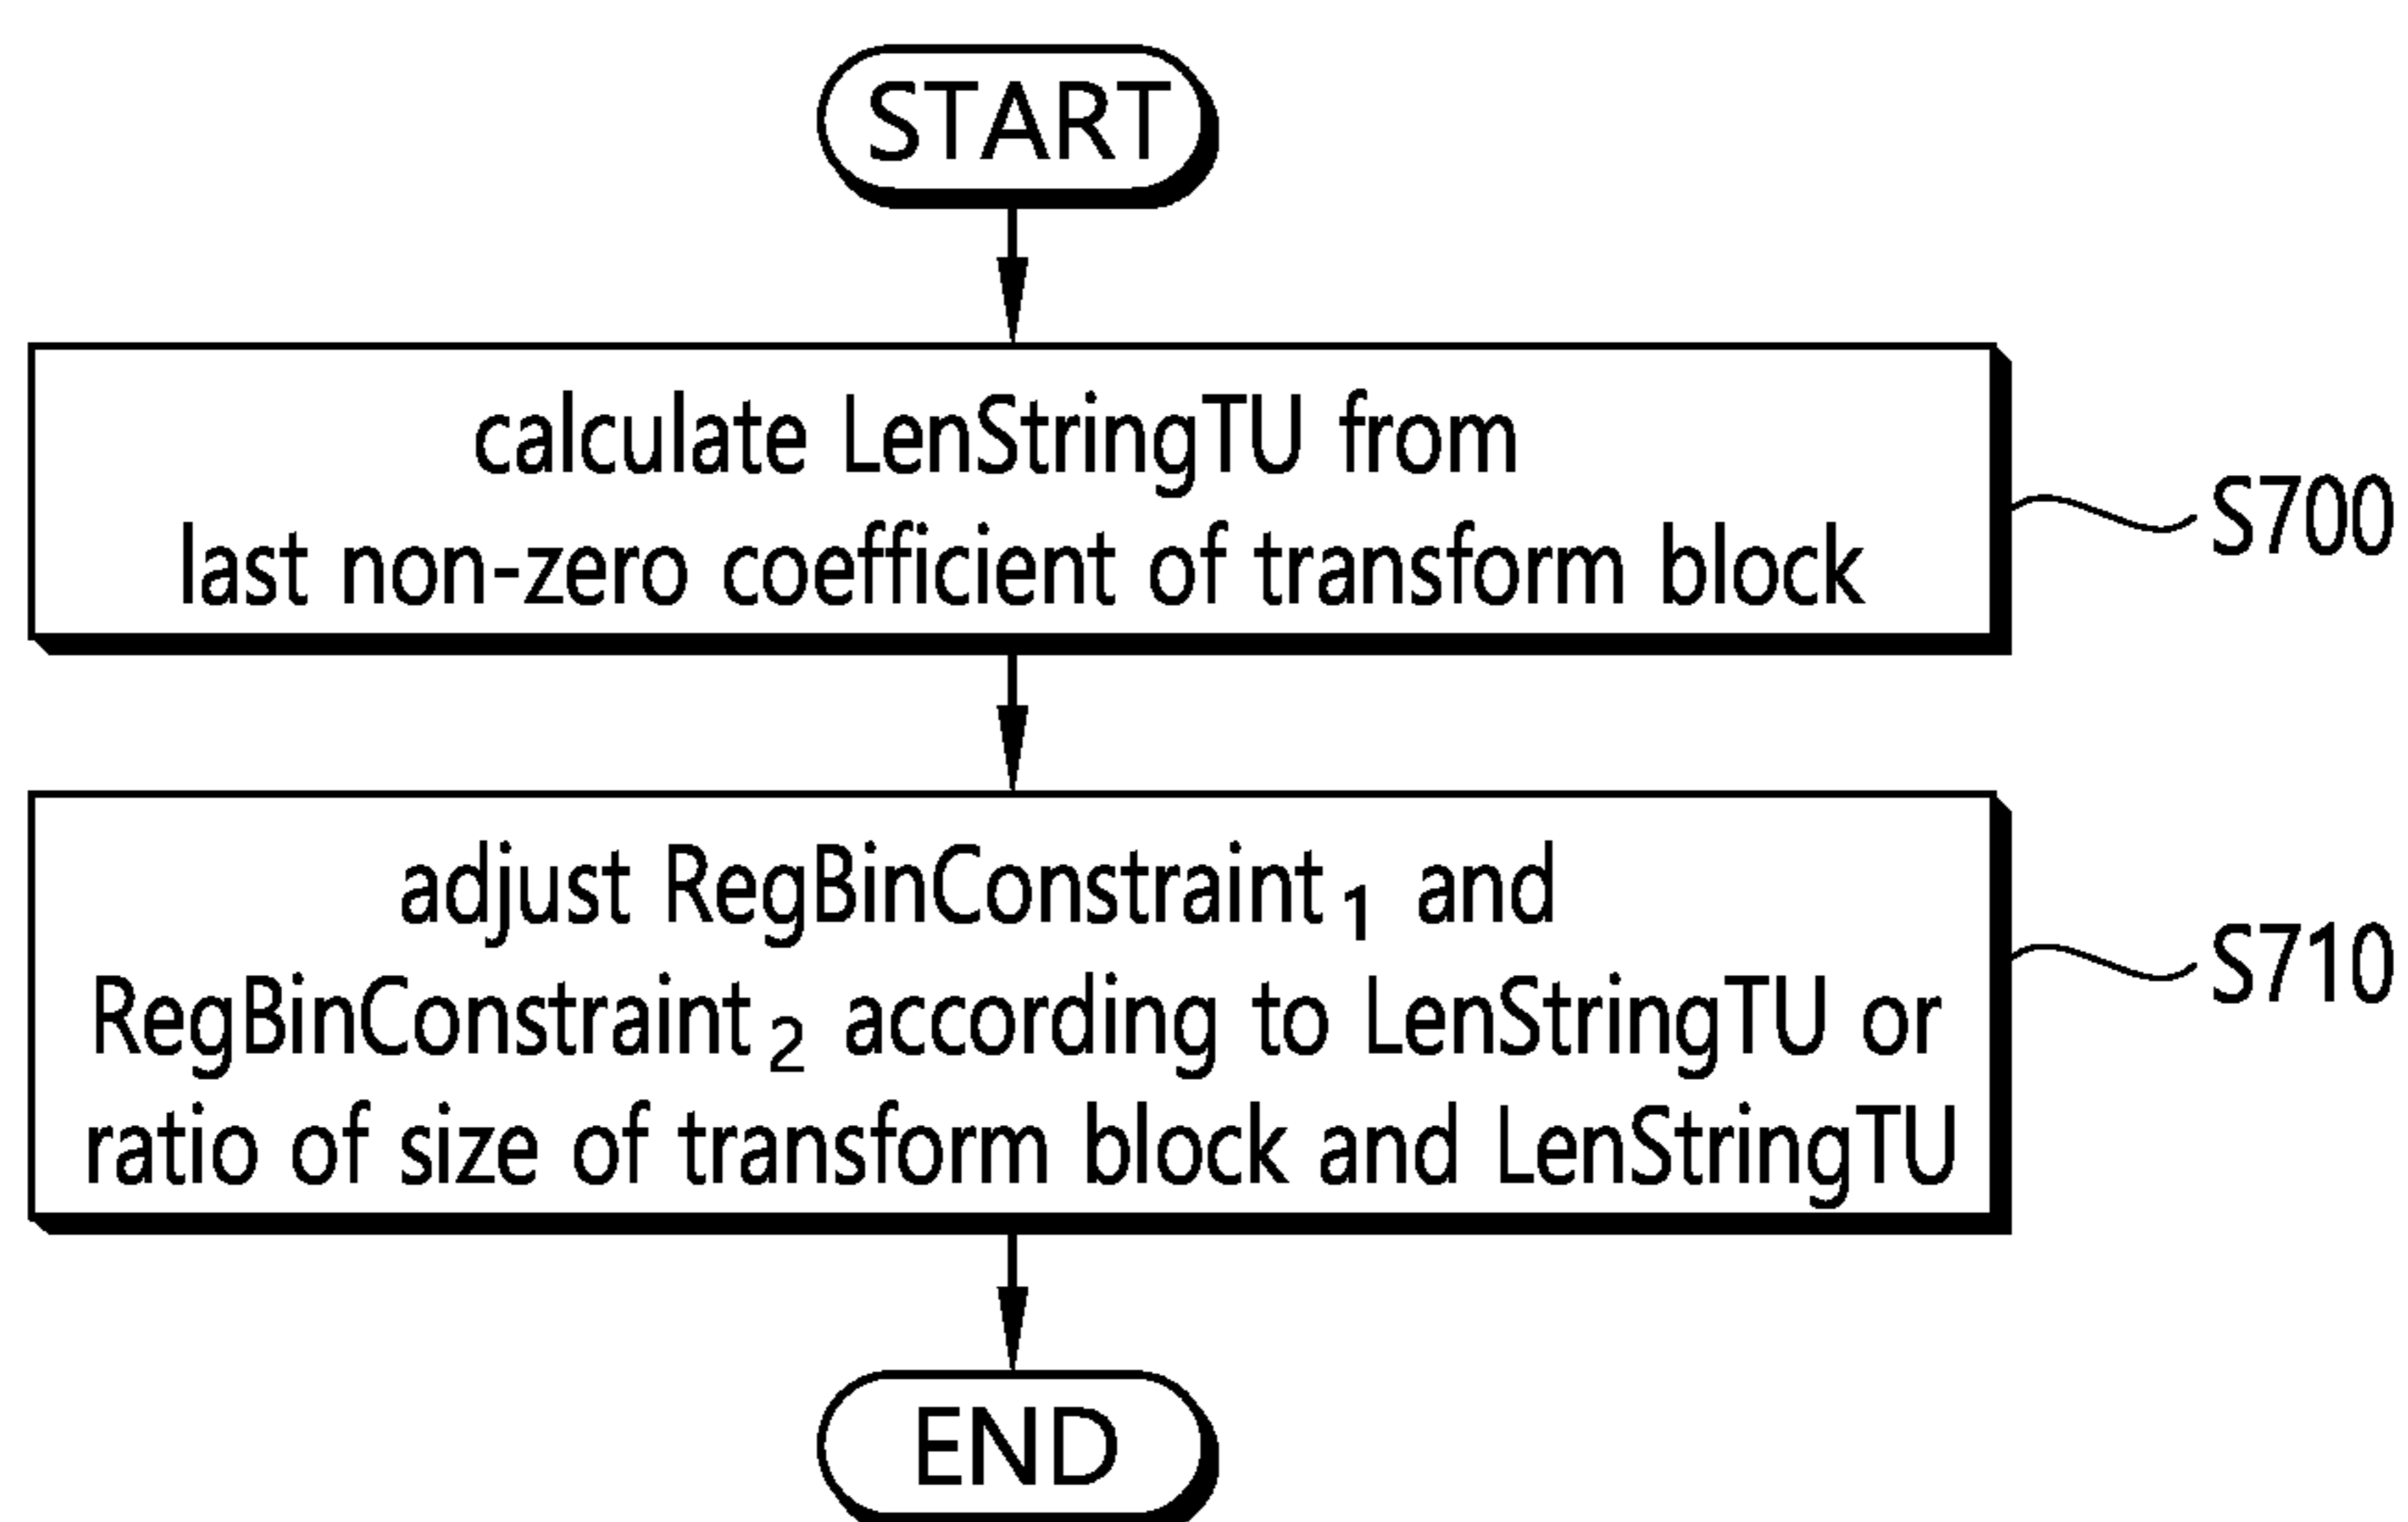 START
calculate LenStringTU from
last non-zero coefficient of transform block
S700
adjust RegBinConstraint₁ and
RegBinConstraint₂ according to LenStringTU or
ratio of size of transform block and LenStringTU
S710
END